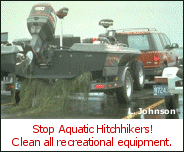 L. Johnson
Stop Aquatic Hitchhikers!
Clean all recreational equipment.